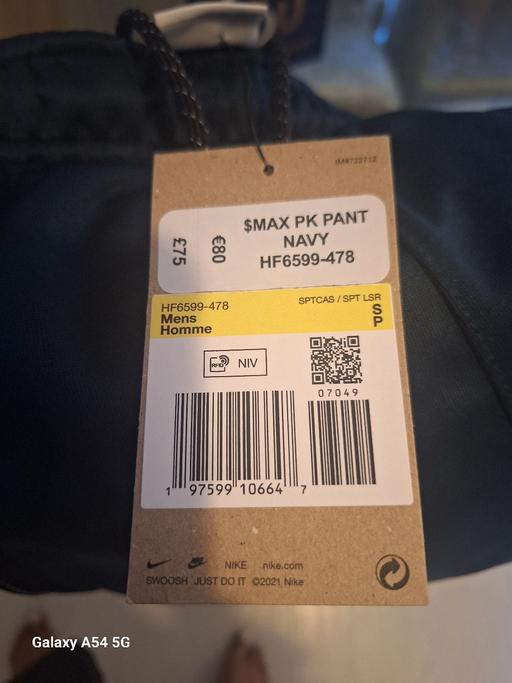 IM8722712
$MAX PK PANT
NAVY
HF6599-478
€80
£75
HF6599-478
SPTCAS / SPT LSR
Mens
Homme
S
P
RFID
NIV
07049
1 97599 10664 7
NIKE nike.com
SWOOSH JUST DO IT ©2021 Nike
Galaxy A54 5G